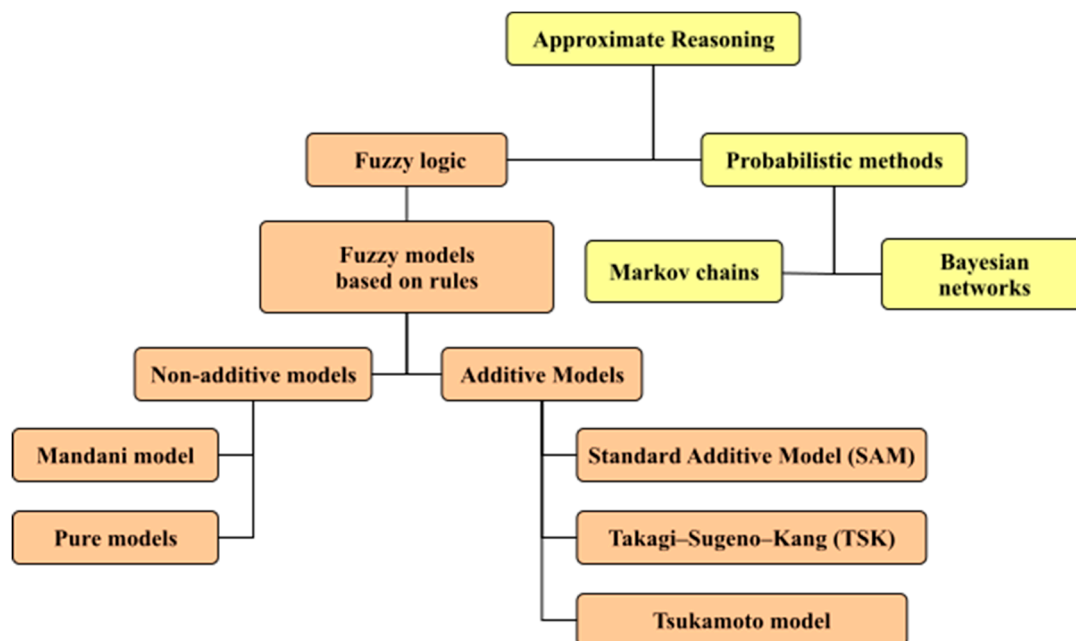 Approximate Reasoning
Fuzzy logic
Probabilistic methods
Fuzzy models
based on rules
Markov chains
Bayesian
networks
Non-additive models
Additive Models
Mandani model
Standard Additive Model (SAM)
Pure models
Takagi–Sugeno–Kang (TSK)
Tsukamoto model